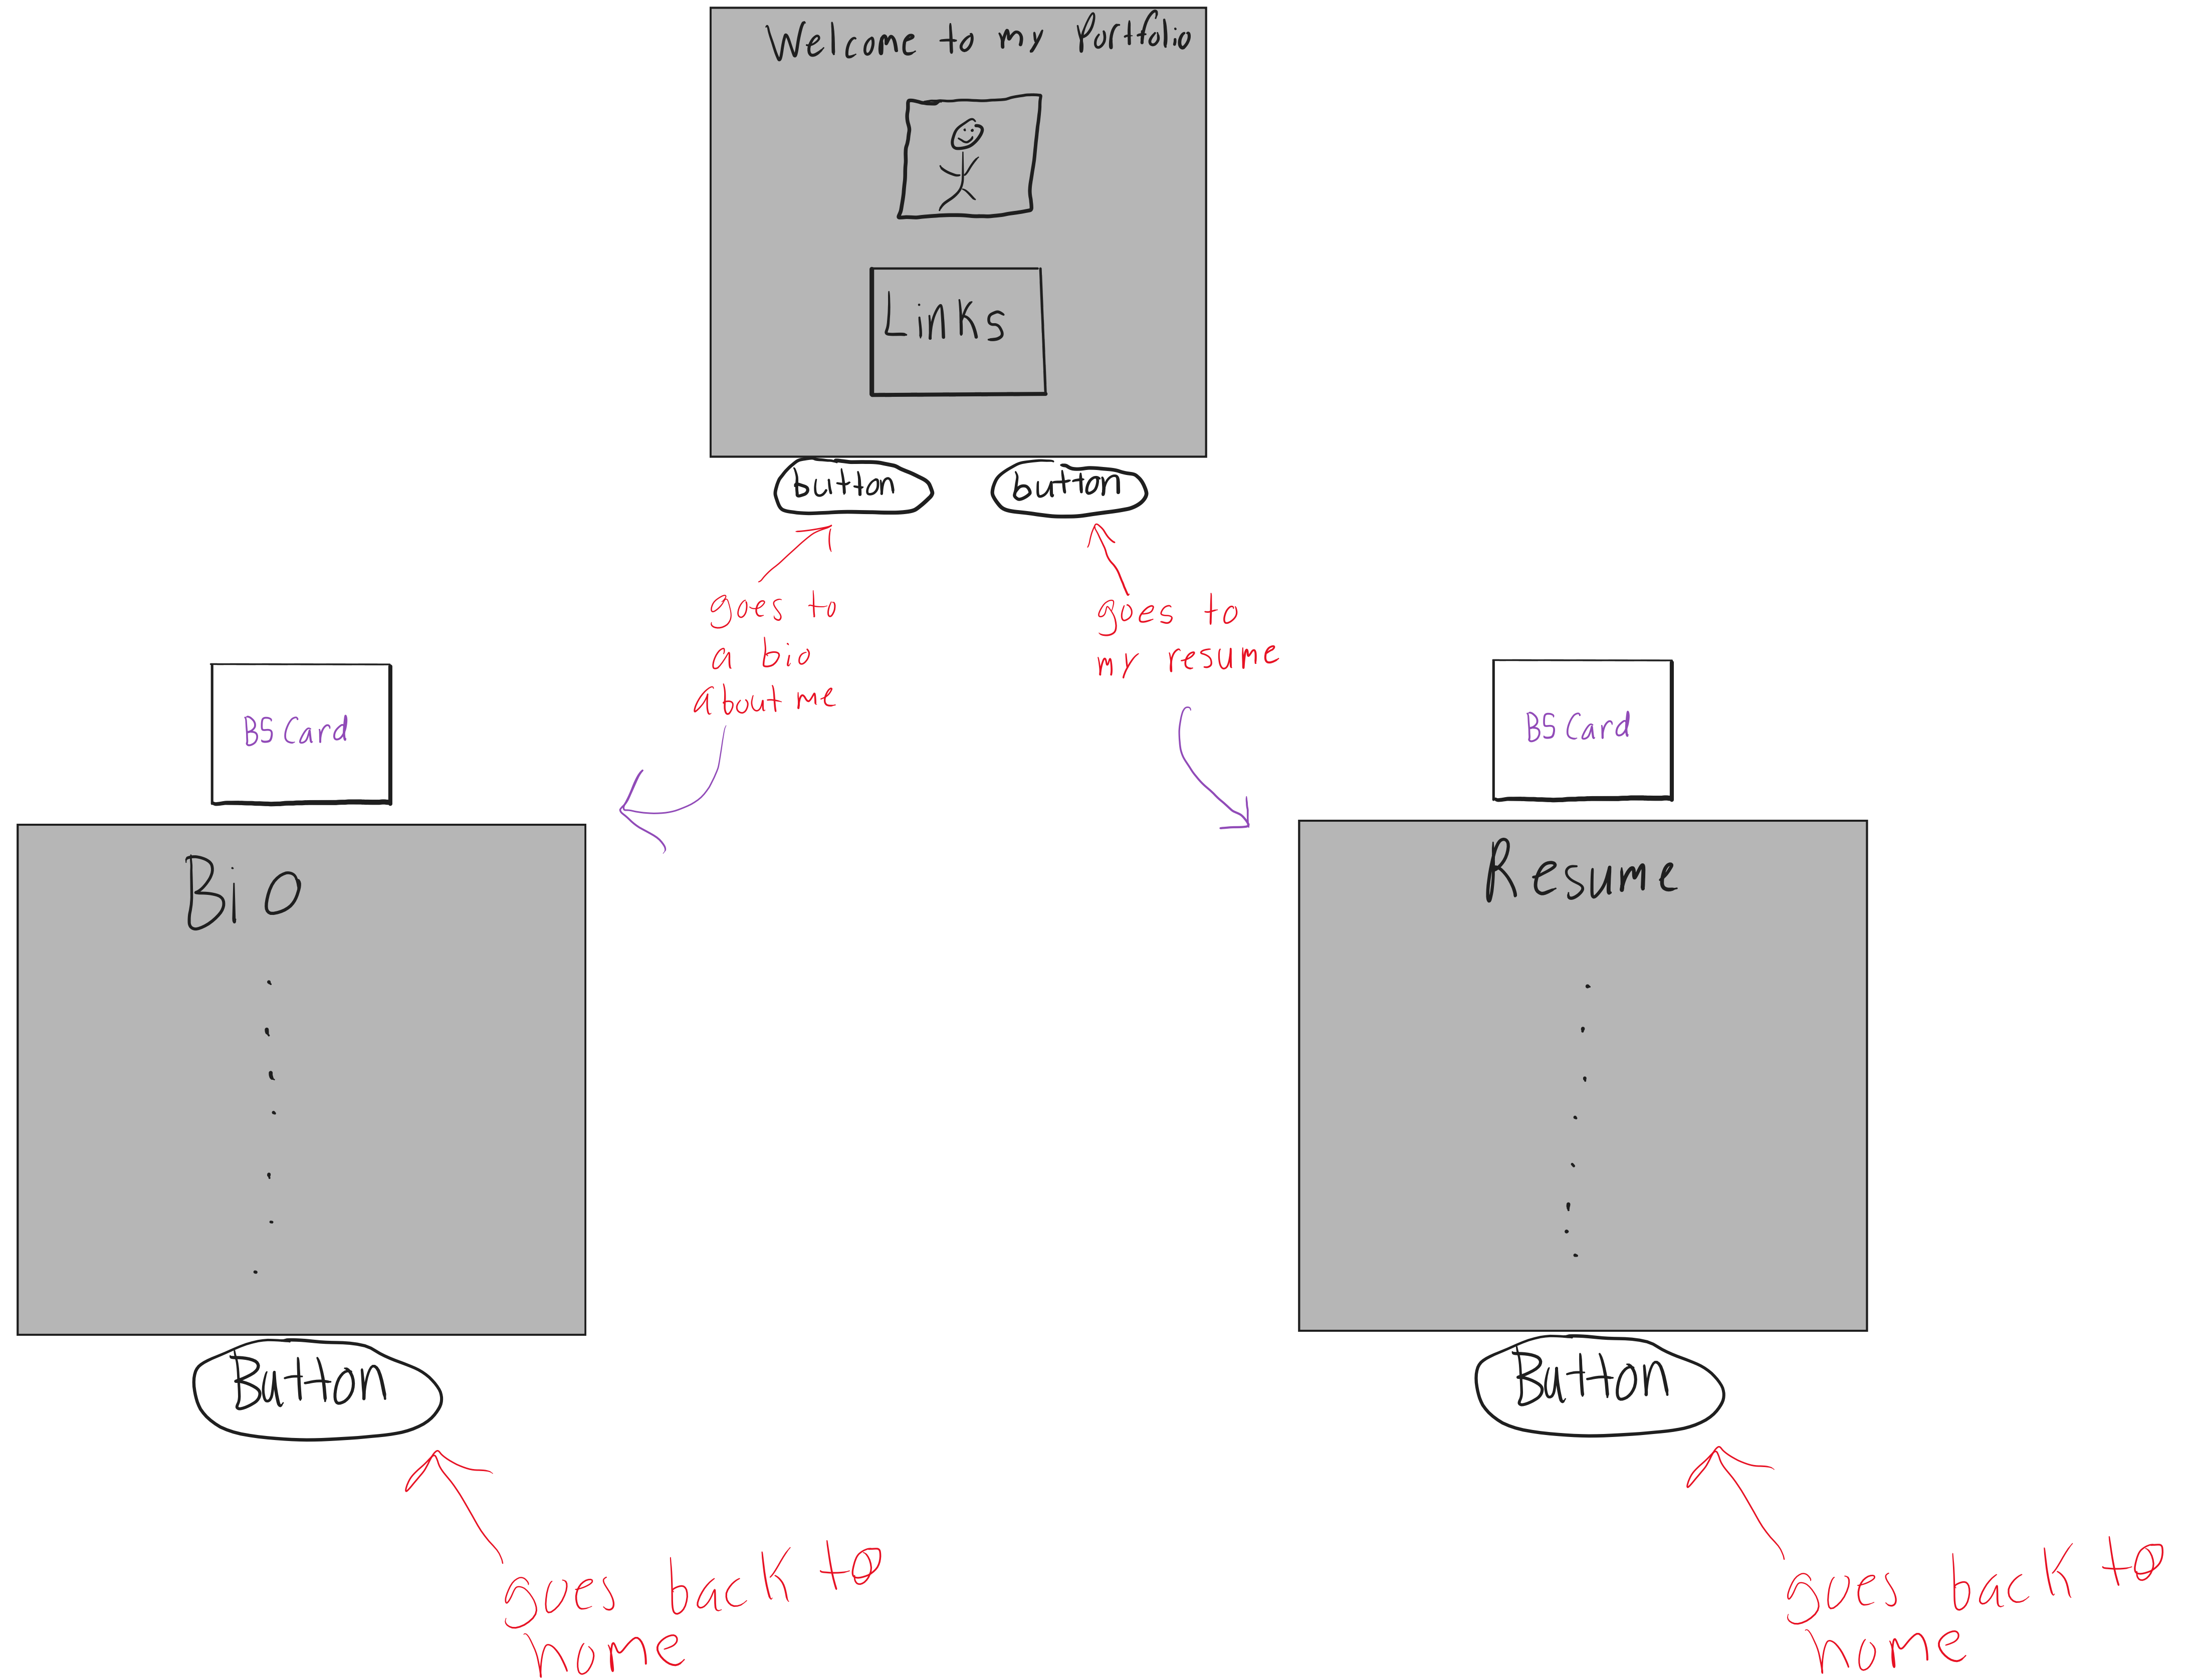 Welcome to my Portfolio
Links
button
button
goes to
a bio
about me
goes to
my resume
BS Card
BS Card
Bio
Resume
Button
Button
goes back to
home
goes back to
home